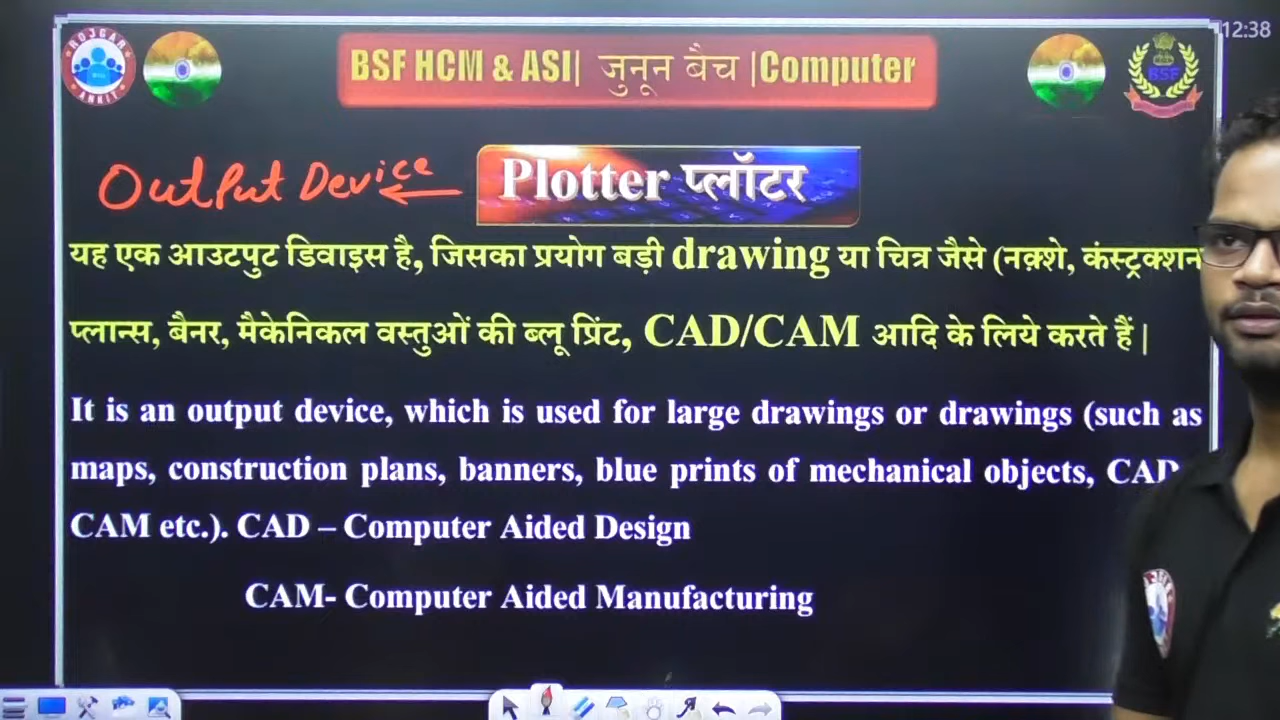 12:38
ROJGAR
ANKIT
BSF HCM & ASI| जुनून बैच |Computer
BSF
Output Device
Plotter प्लॉटर
यह एक आउटपुट डिवाइस है, जिसका प्रयोग बड़ी drawing या चित्र जैसे (नक़्शे, कंस्ट्रक्शन
प्लान्स, बैनर, मैकेनिकल वस्तुओं की ब्लू प्रिंट, CAD/CAM आदि के लिये करते हैं |
It is an output device, which is used for large drawings or drawings (such as
maps, construction plans, banners, blue prints of mechanical objects, CAD
CAM etc.). CAD – Computer Aided Design
CAM- Computer Aided Manufacturing